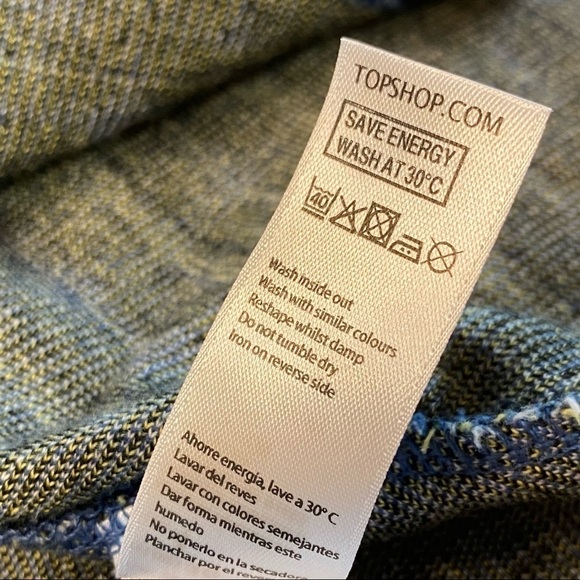 TOPSHOP.COM
SAVE ENERGY
WASH AT 30°C
40
Wash inside out
Wash with similar colours
Reshape whilst damp
Do not tumble dry
Iron on reverse side
Ahorre energía, lave a 30°C
Lavar del reves
Lavar con colores semejantes
Dar forma mientras este
humedo
No ponerlo en la secadora
Planchar por el reverso